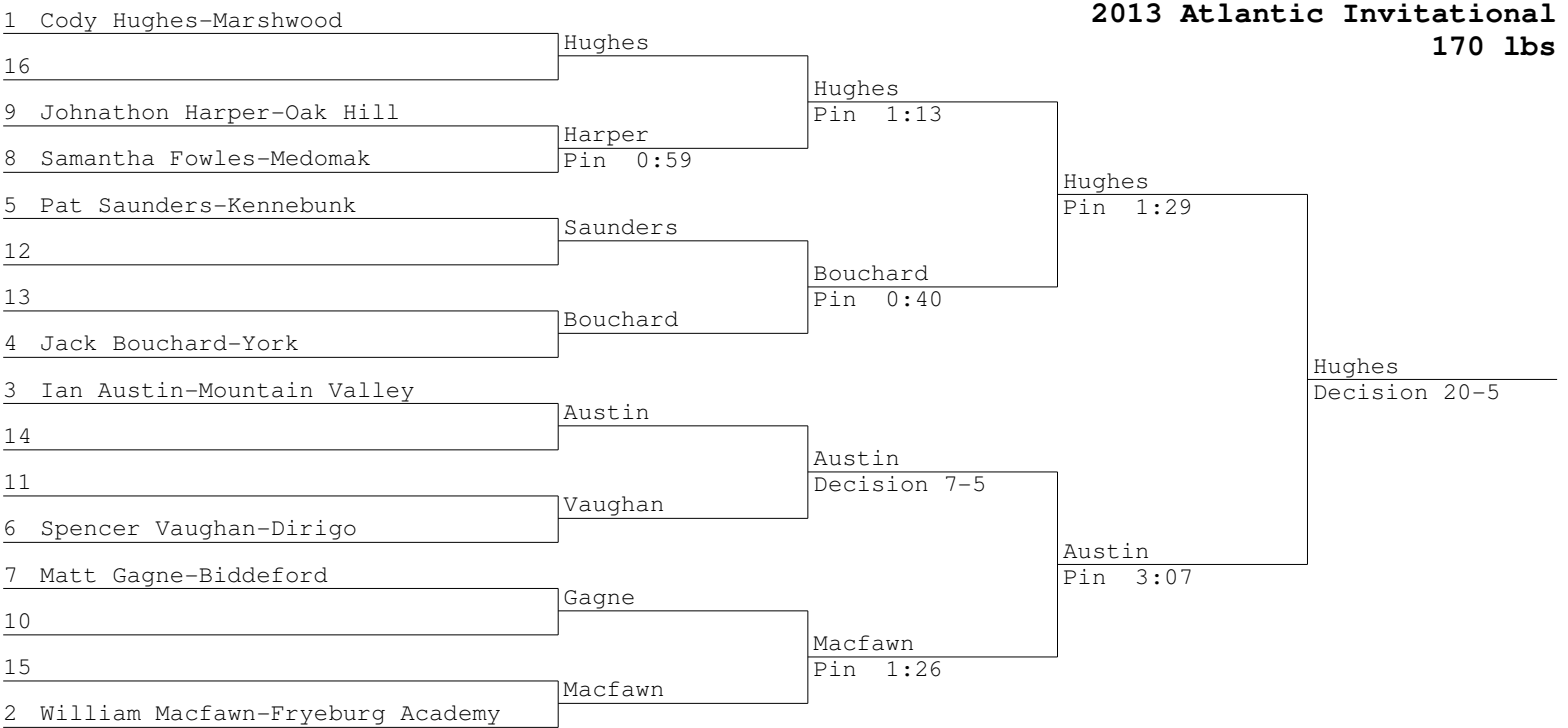 2013 Atlantic Invitational
170 lbs
1 Cody Hughes-Marshwood
16
9 Johnathon Harper-Oak Hill
8 Samantha Fowles-Medomak
5 Pat Saunders-Kennebunk
12
13
4 Jack Bouchard-York
3 Ian Austin-Mountain Valley
14
11
6 Spencer Vaughan-Dirigo
7 Matt Gagne-Biddeford
10
15
2 William Macfawn-Fryeburg Academy
Hughes
Harper
Pin 0:59
Saunders
Bouchard
Austin
Vaughan
Gagne
Macfawn
Hughes
Pin 1:13
Bouchard
Pin 0:40
Austin
Decision 7-5
Macfawn
Pin 1:26
Hughes
Pin 1:29
Austin
Pin 3:07
Hughes
Decision 20-5